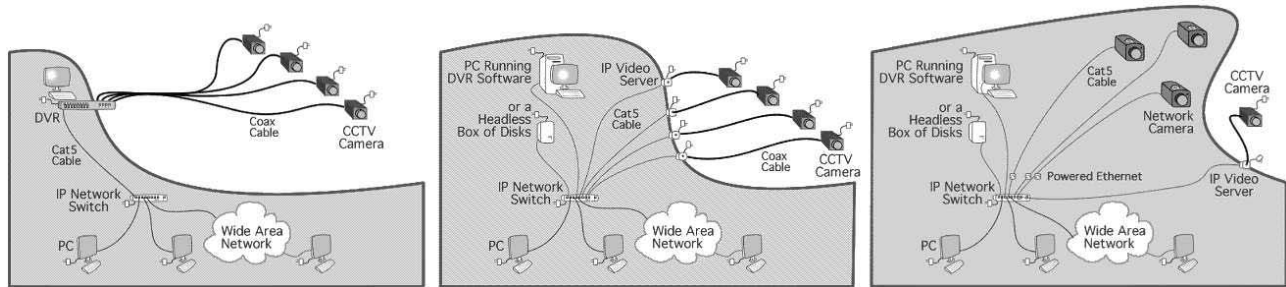 DVR
Coax
Cable
CCTV
Camera
Cat5
Cable
IP Network
Switch
PC
Wide Area
Network
PC Running
DVR Software
IP Video
Server
or a
Headless
Box of Disks
Cat5
Cable
Coax
Cable
CCTV
Camera
IP Network
Switch
PC
Wide Area
Network
PC Running
DVR Software
Cat5
Cable
CCTV
Camera
or a
Headless
Box of Disks
Network
Camera
Powered Ethernet
IP Network
Switch
IP Video
Server
PC
Wide Area
Network